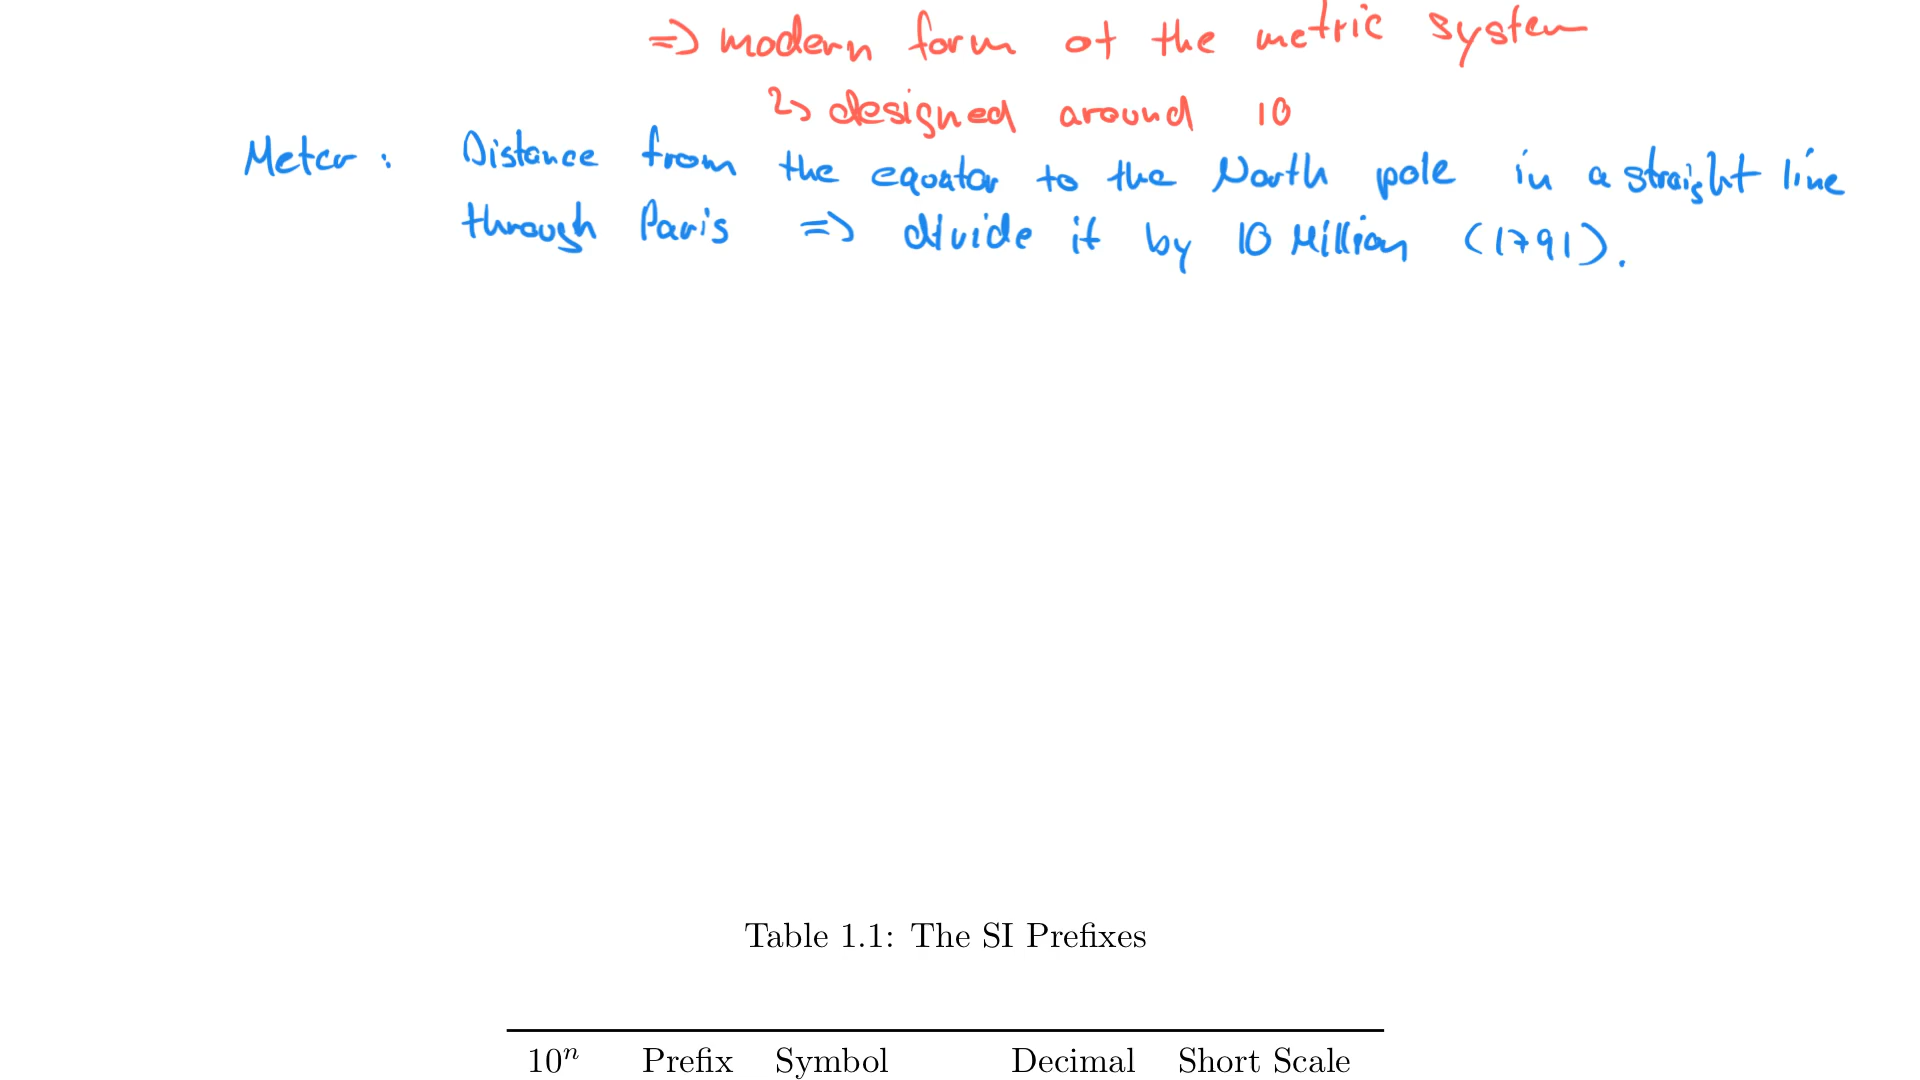 => modern form of the metric system
↳ designed around 10
Meter: Distance from the equator to the North pole in a straight line
through Paris => divide it by 10 Million (1791).
Table 1.1: The SI Prefixes
10ⁿ Prefix Symbol Decimal Short Scale